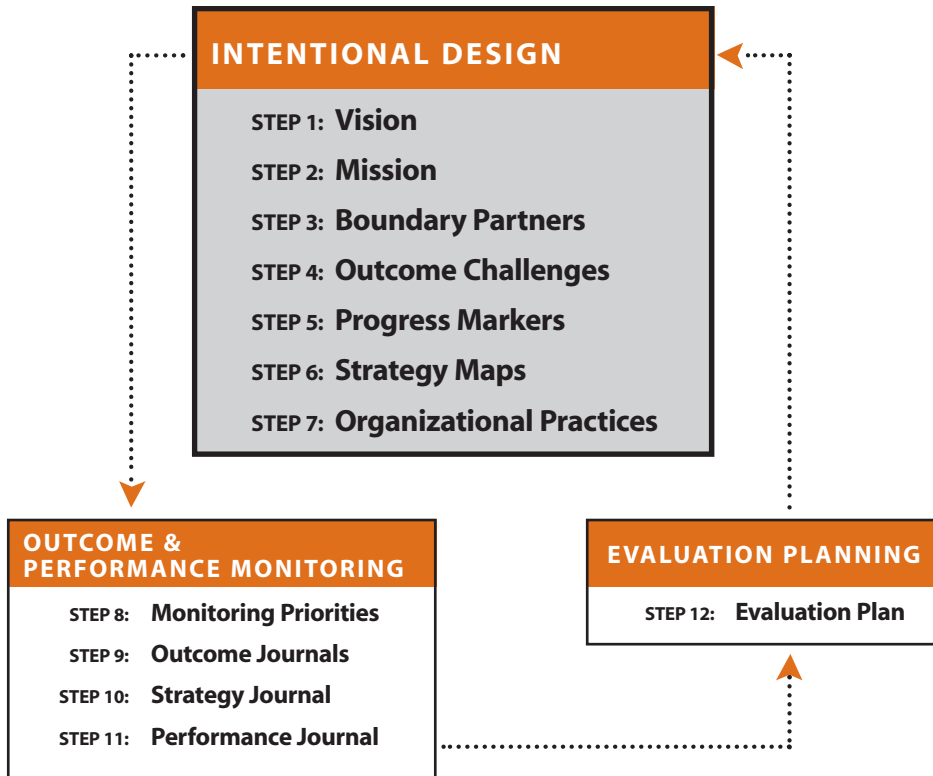 INTENTIONAL DESIGN
STEP 1: Vision
STEP 2: Mission
STEP 3: Boundary Partners
STEP 4: Outcome Challenges
STEP 5: Progress Markers
STEP 6: Strategy Maps
STEP 7: Organizational Practices
OUTCOME &
PERFORMANCE MONITORING
STEP 8: Monitoring Priorities
STEP 9: Outcome Journals
STEP 10: Strategy Journal
STEP 11: Performance Journal
EVALUATION PLANNING
STEP 12: Evaluation Plan